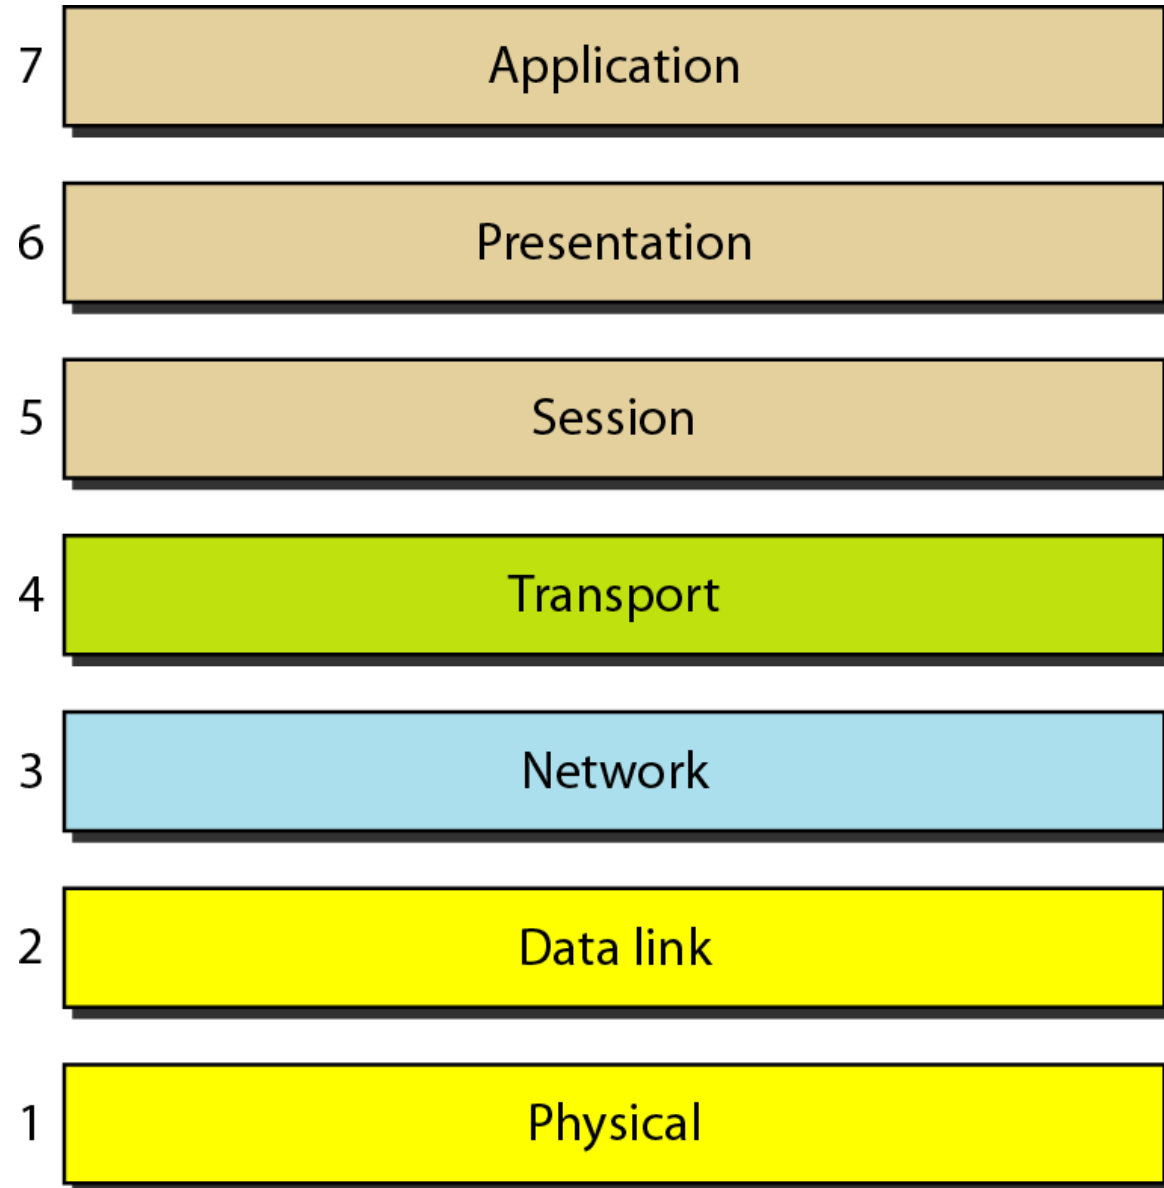 7 Application
6 Presentation
5 Session
4 Transport
3 Network
2 Data link
1 Physical